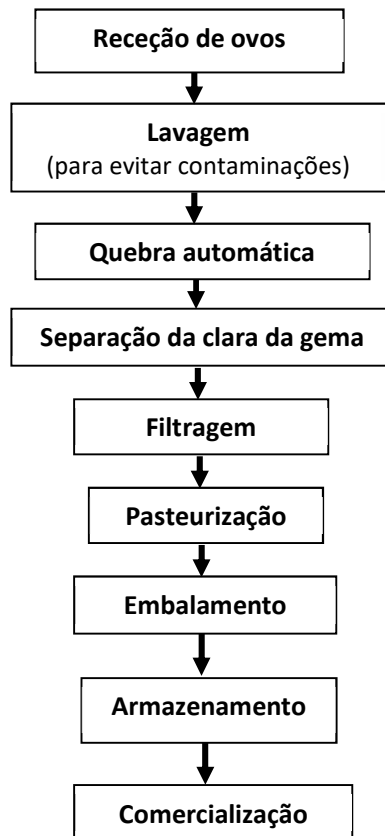 Receção de ovos
Lavagem
(para evitar contaminações)
Quebra automática
Separação da clara da gema
Filtragem
Pasteurização
Embalamento
Armazenamento
Comercialização